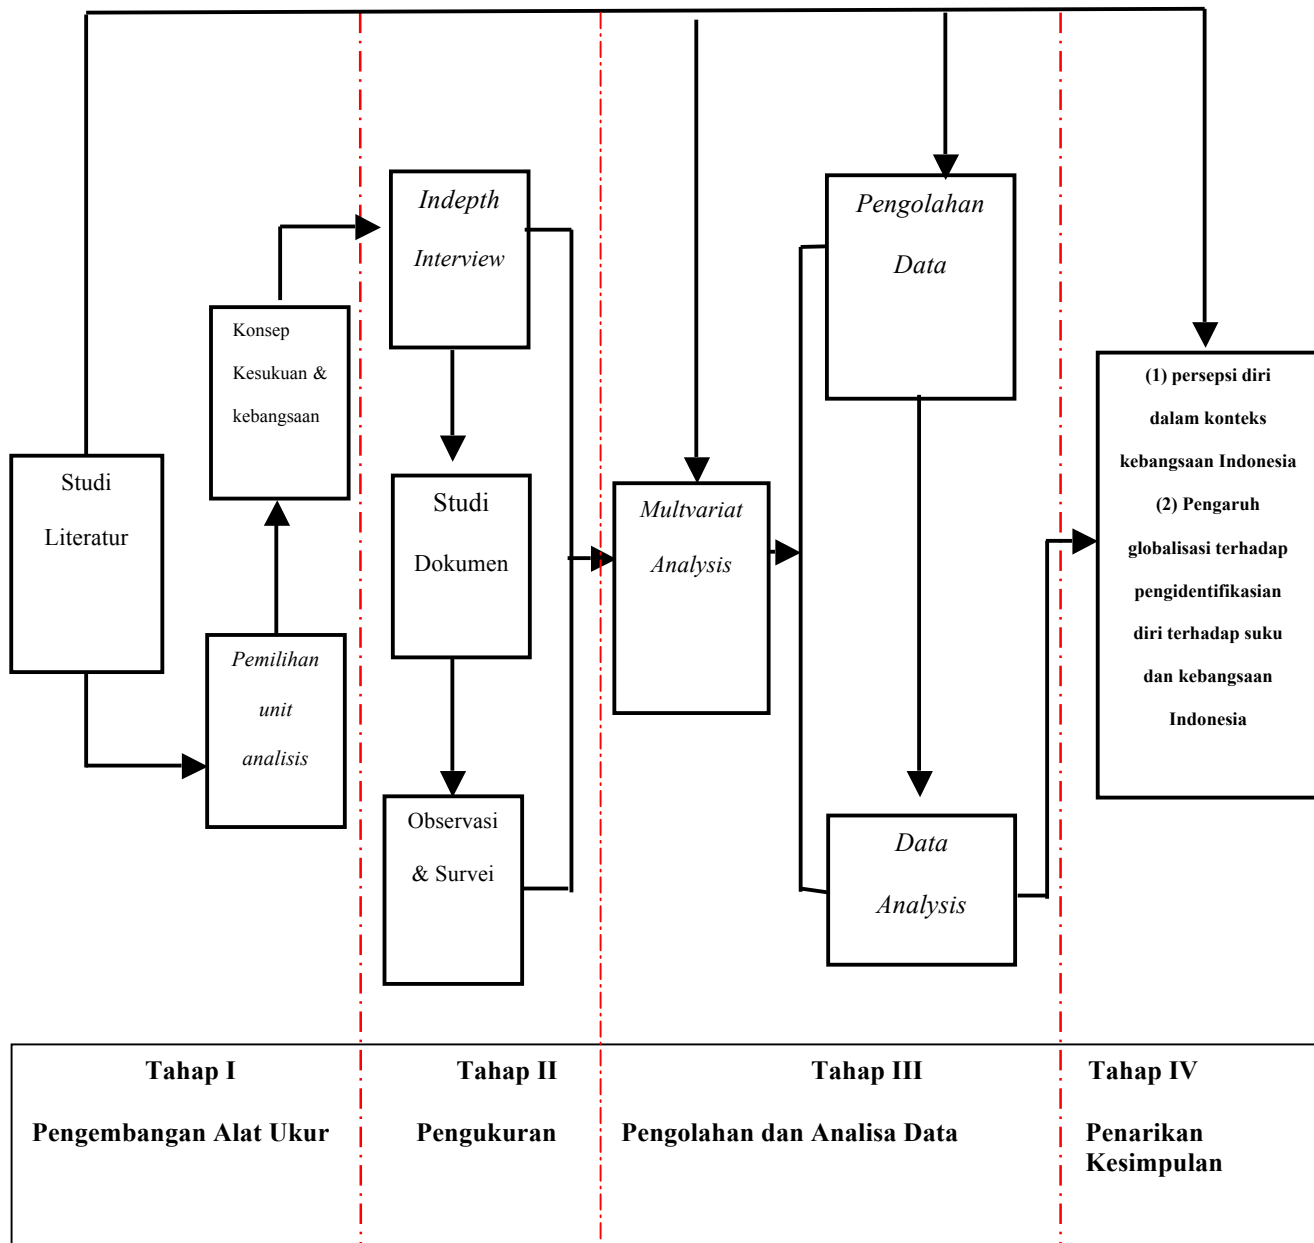 Studi
Literatur
Pemilihan
unit
analisis
Konsep
Kesukuan &
kebangsaan
Indepth
Interview
Studi
Dokumen
Observasi
& Survei
Multvariat
Analysis
Pengolahan
Data
Data
Analysis
(1) persepsi diri
dalam konteks
kebangsaan Indonesia
(2) Pengaruh
globalisasi terhadap
pengidentifikasian
diri terhadap suku
dan kebangsaan
Indonesia
Tahap I
Pengembangan Alat Ukur
Tahap II
Pengukuran
Tahap III
Pengolahan dan Analisa Data
Tahap IV
Penarikan
Kesimpulan